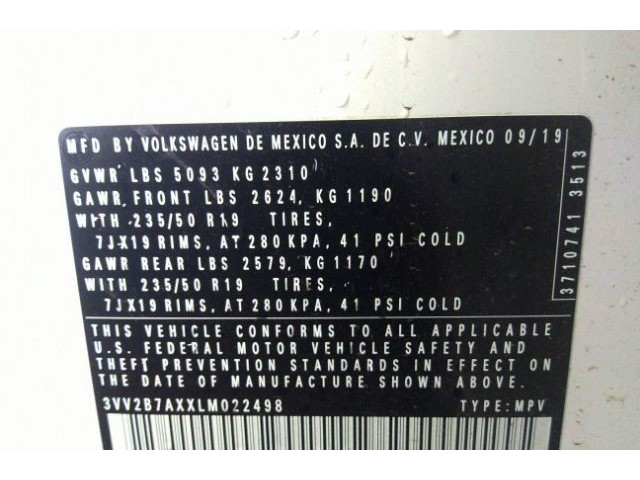 MFD BY VOLKSWAGEN DE MEXICO S.A. DE C.V. MEXICO 09/19
GVWR LBS 5093 KG 2310
GAWR FRONT LBS 2624, KG 1190
WITH 235/50 R19 TIRES,
7JX19 RIMS, AT 280 KPA, 41 PSI COLD
GAWR REAR LBS 2579, KG 1170
WITH 235/50 R19 TIRES,
7JX19 RIMS, AT 280 KPA, 41 PSI COLD
THIS VEHICLE CONFORMS TO ALL APPLICABLE
U.S. FEDERAL MOTOR VEHICLE SAFETY AND
THEFT PREVENTION STANDARDS IN EFFECT ON
THE DATE OF MANUFACTURE SHOWN ABOVE
3VV2B7AXXLM022498 TYPE: MPV
3710741 3513